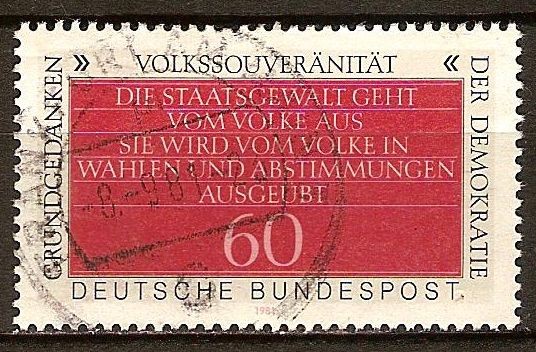 » VOLKSSOUVERÄNITÄT «
GRUNDGEDANKEN
DER DEMOKRATIE
DIE STAATSGEWALT GEHT
VOM VOLKE AUS
SIE WIRD VOM VOLKE IN
WAHLEN UND ABSTIMMUNGEN
AUSGEÜBT
60
DEUTSCHE BUNDESPOST
1981